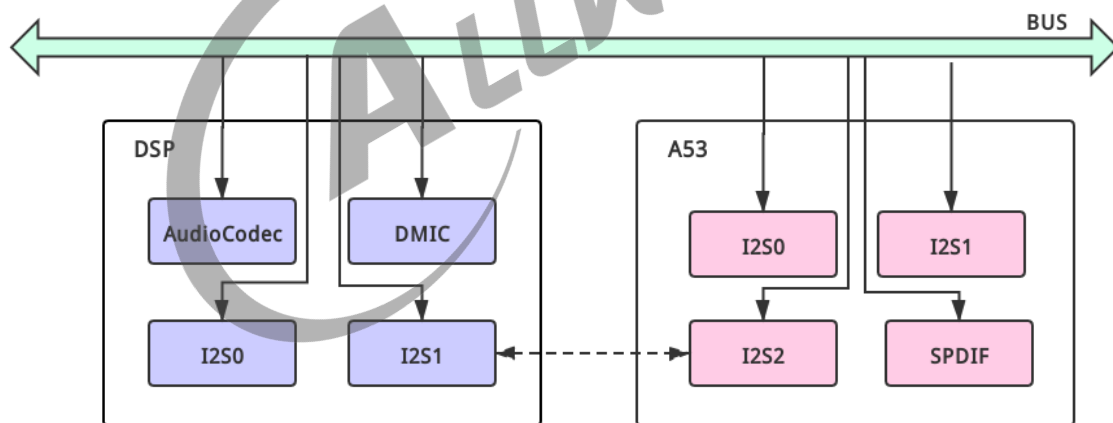 BUS
DSP
A53
AudioCodec
DMIC
I2S0
I2S1
I2S0
I2S1
I2S2
SPDIF